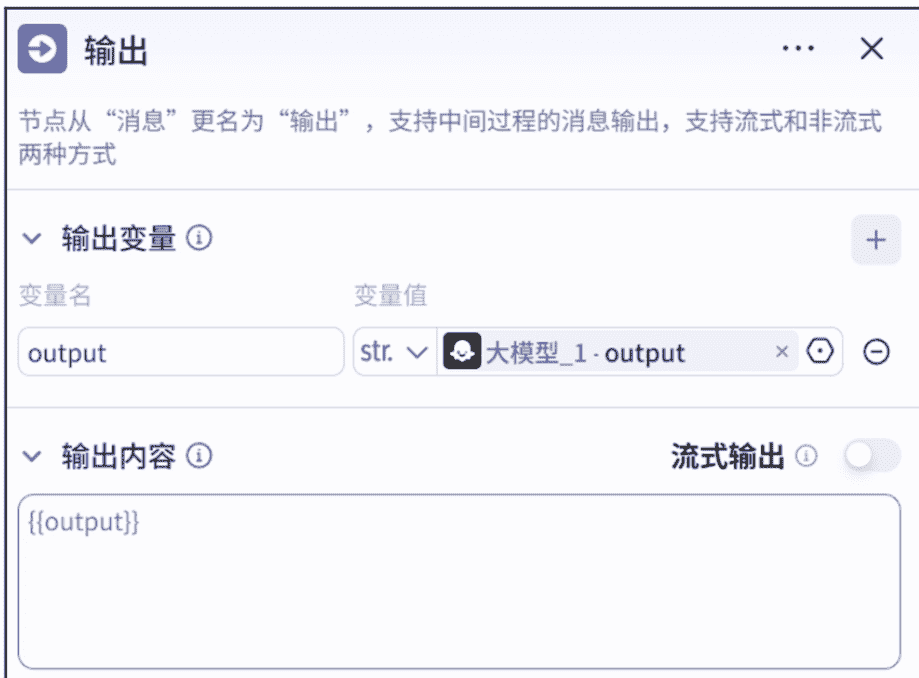 输出
节点从“消息”更名为“输出”，支持中间过程的消息输出，支持流式和非流式
两种方式
输出变量
变量名 变量值
output str. 大模型_1 · output
输出内容 流式输出
{{output}}